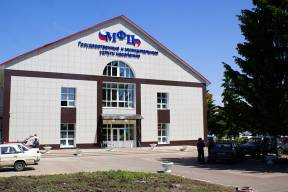 МФЦ
Государственные и муниципальные
услуги населению